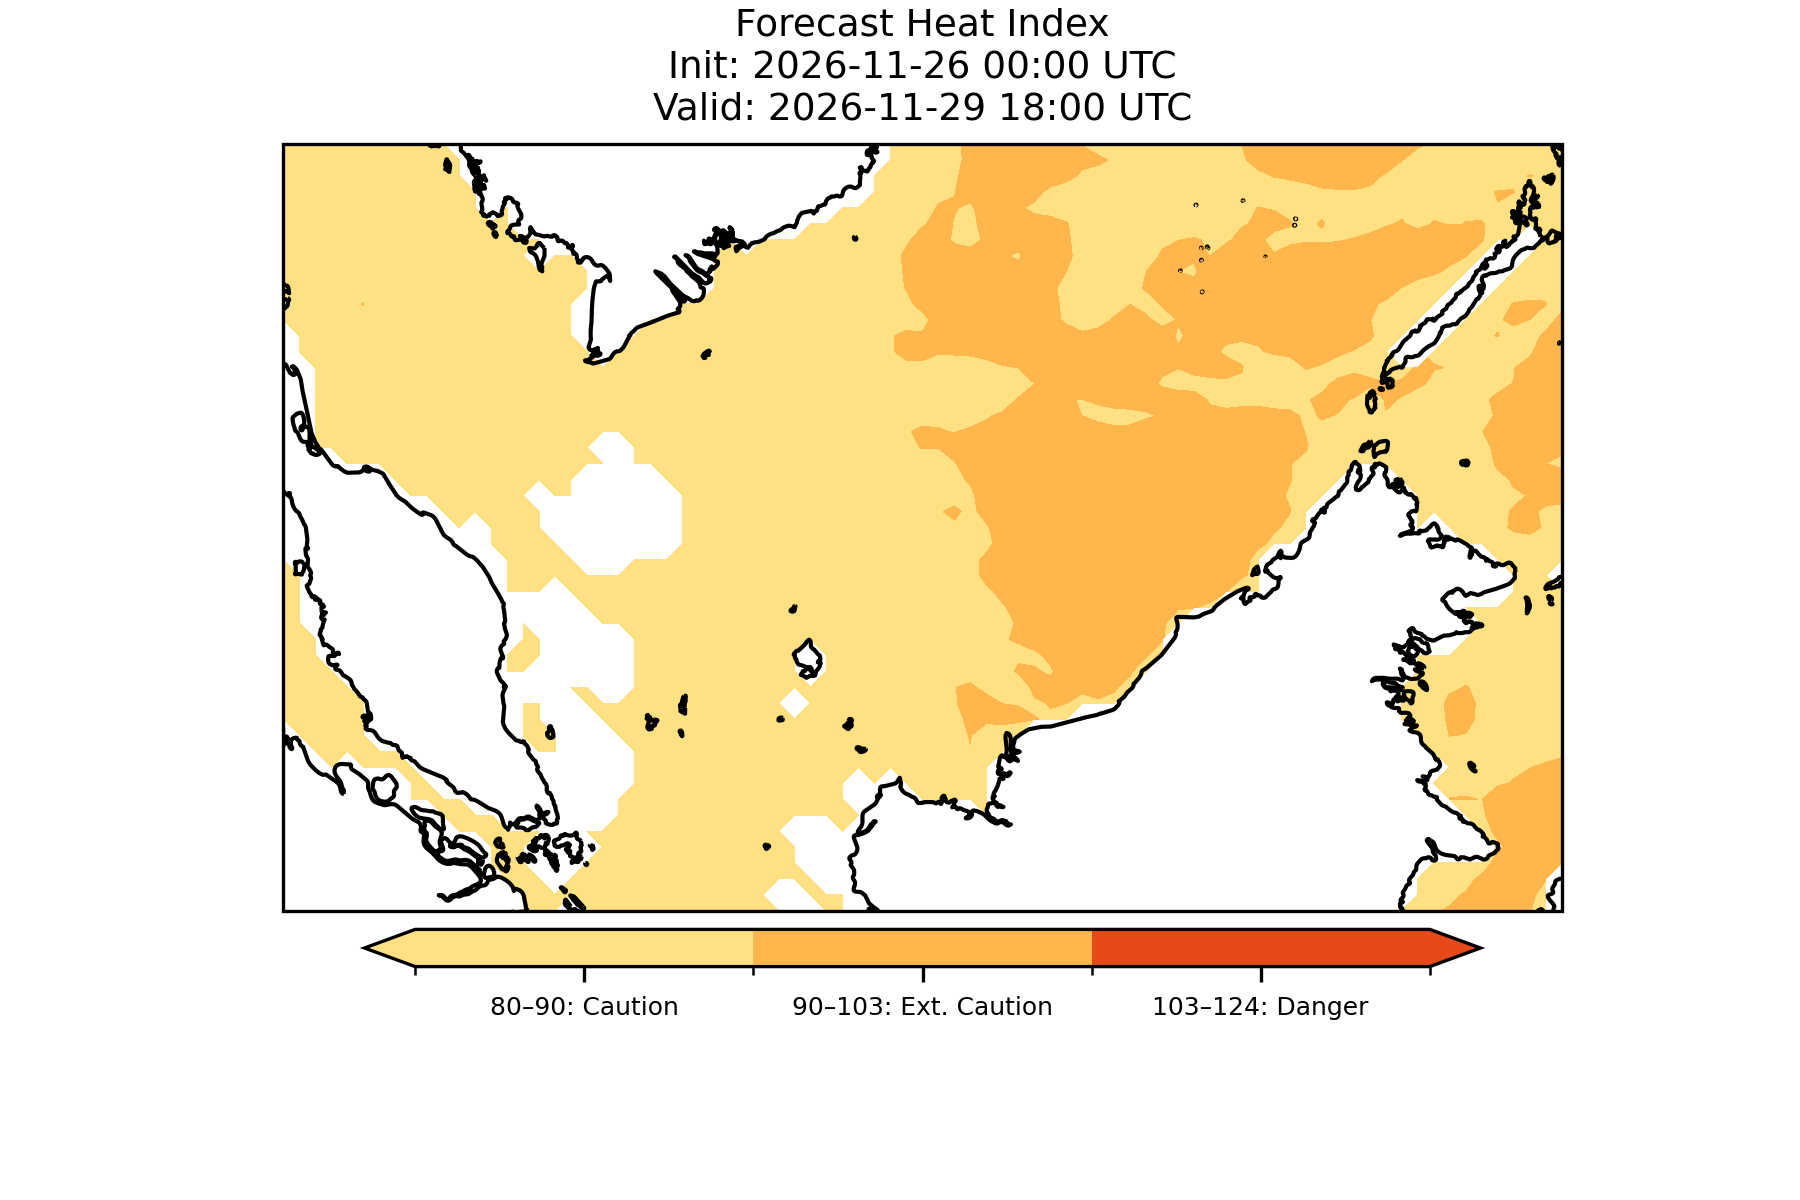 Forecast Heat Index
Init: 2026-11-26 00:00 UTC
Valid: 2026-11-29 18:00 UTC
80–90: Caution
90–103: Ext. Caution
103–124: Danger